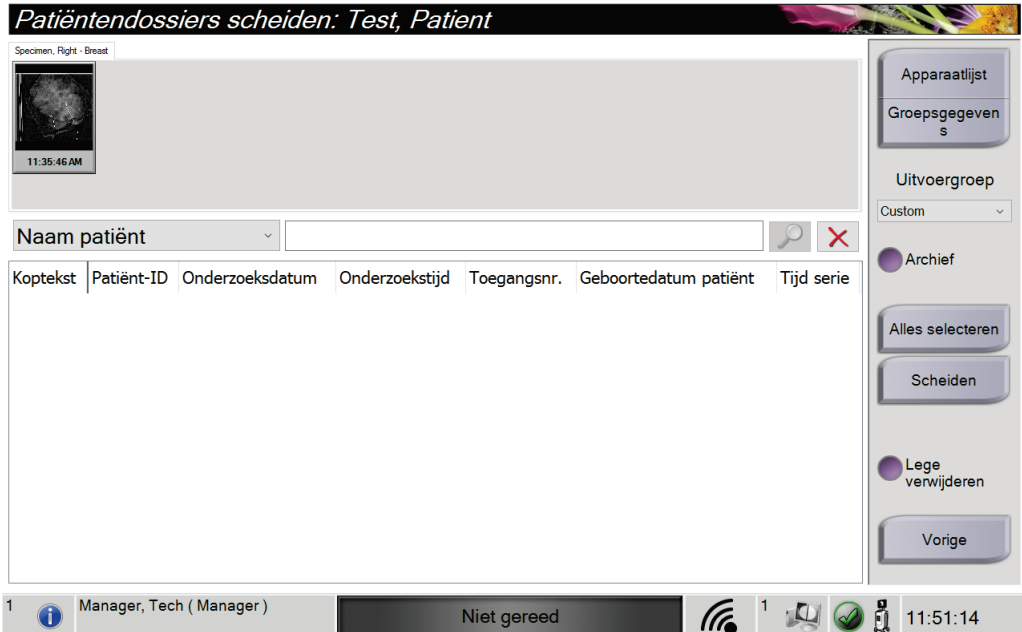 Patiëntendossiers scheiden: Test, Patient
Specimen, Right - Breast
11:35:46 AM
Apparaatlijst
Groepsgegeven
s
Uitvoergroep
Custom
Naam patiënt
Archief
Koptekst Patiënt-ID Onderzoeksdatum Onderzoekstijd Toegangsnr. Geboortedatum patiënt Tijd serie
Alles selecteren
Scheiden
Lege
verwijderen
Vorige
1 Manager, Tech ( Manager ) Niet gereed 1 11:51:14